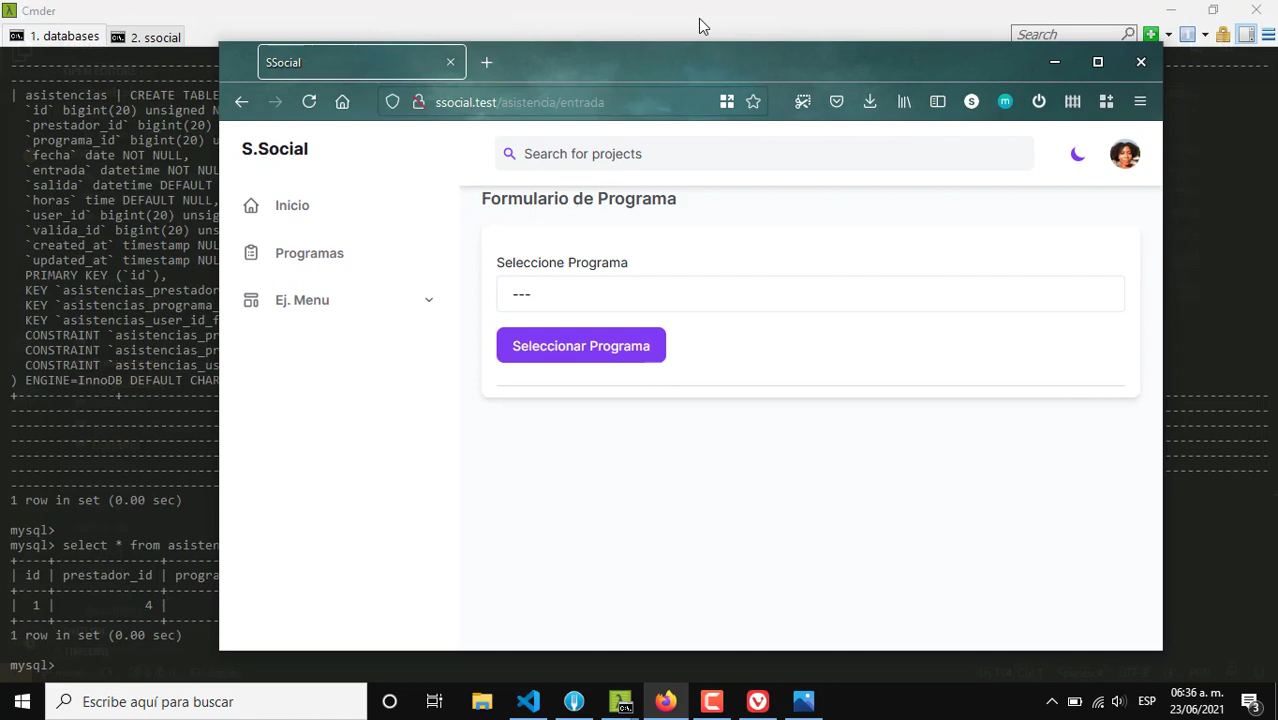 Cmder
1. databases
2. ssocial
Search
SSocial
ssocial.test/asistencia/entrada
S.Social
Search for projects
Inicio
Programas
Ej. Menu
Formulario de Programa
Seleccione Programa
---
Seleccionar Programa
| asistencias | CREATE TABLE
`id` bigint(20) unsigned N
`prestador_id` bigint(20)
`programa_id` bigint(20) u
`fecha` date NOT NULL,
`entrada` datetime NOT NUL
`salida` datetime DEFAULT
`horas` time DEFAULT NULL,
`user_id` bigint(20) unsig
`valida_id` bigint(20) uns
`created_at` timestamp NUL
`updated_at` timestamp NUL
PRIMARY KEY (`id`),
KEY `asistencias_prestador
KEY `asistencias_programa_
KEY `asistencias_user_id_f
CONSTRAINT `asistencias_pr
CONSTRAINT `asistencias_pr
CONSTRAINT `asistencias_us
) ENGINE=InnoDB DEFAULT CHAR
1 row in set (0.00 sec)
mysql>
mysql> select * from asisten
| id | prestador_id | progra
| 1 | 4 |
1 row in set (0.00 sec)
mysql>
Escribe aquí para buscar
ESP
06:36 a. m.
23/06/2021
3